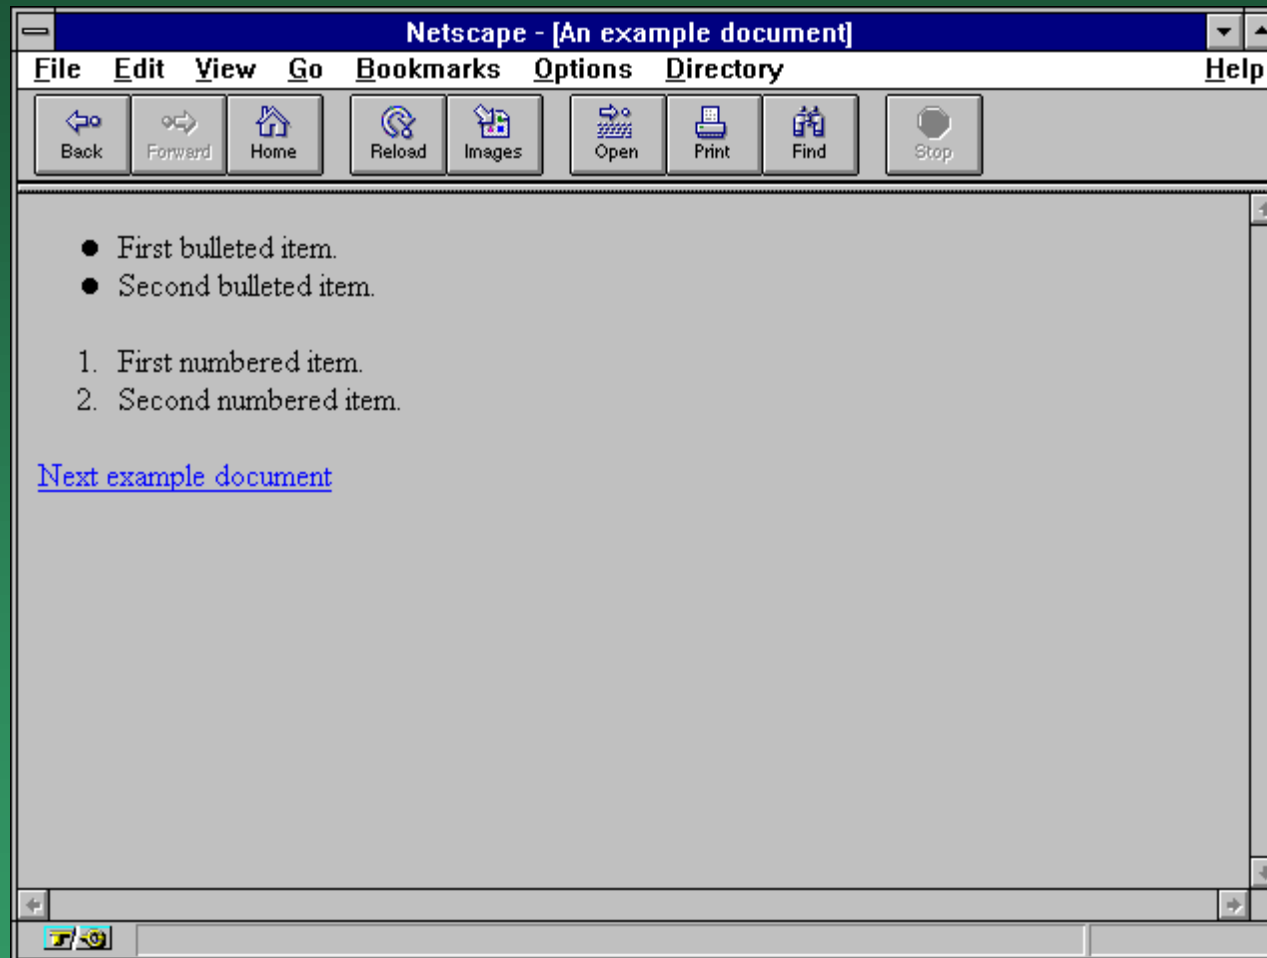 Netscape - [An example document]
File Edit View Go Bookmarks Options Directory Help
Back Forward Home Reload Images Open Print Find Stop
First bulleted item.
Second bulleted item.
1. First numbered item.
2. Second numbered item.
Next example document